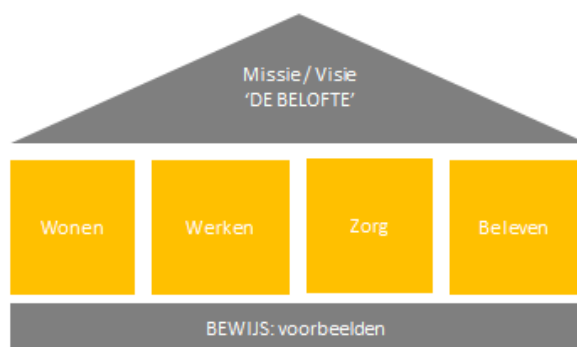 Missie/ Visie
‘DE BELOFTE’
Wonen
Werken
Zorg
Beleven
BEWIJS: voorbeelden